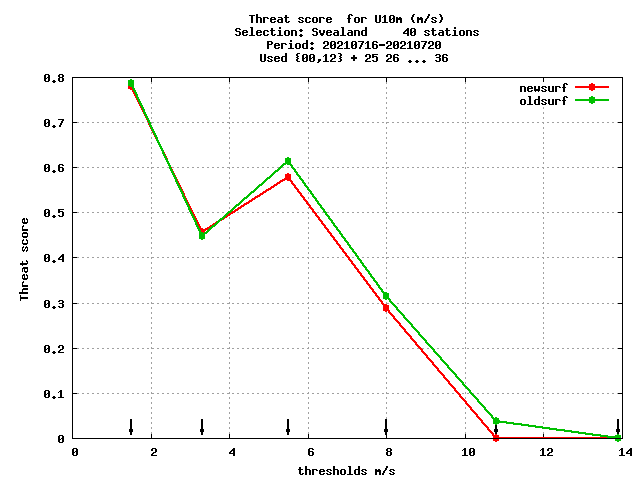 Threat score  for U10m (m/s)
Selection: Svealand     40 stations
Period: 20210716-20210720
Used {00,12} + 25 26 ... 36
newsurf
oldsurf
Threat score
0.8
0.7
0.6
0.5
0.4
0.3
0.2
0.1
0
0 2 4 6 8 10 12 14
thresholds m/s